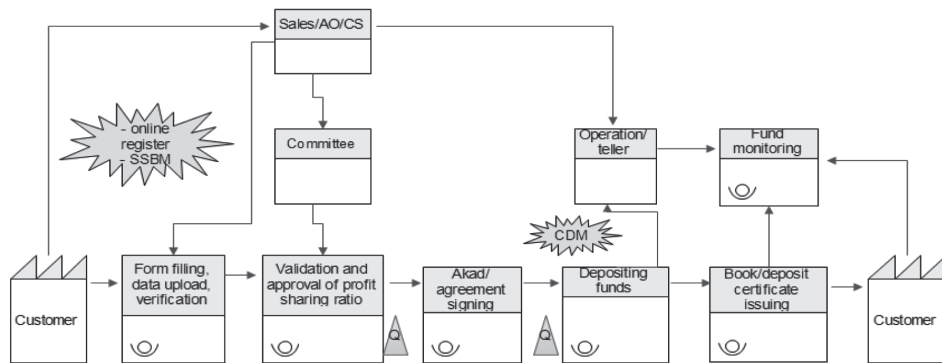 Sales/AO/CS
- online
register
- SSBM
Committee
Operation/
teller
Fund
monitoring
CDM
Customer
Form filling,
data upload,
verification
Validation and
approval of profit
sharing ratio
Q
Akad/
agreement
signing
Q
Depositing
funds
Book/deposit
certificate
issuing
Customer